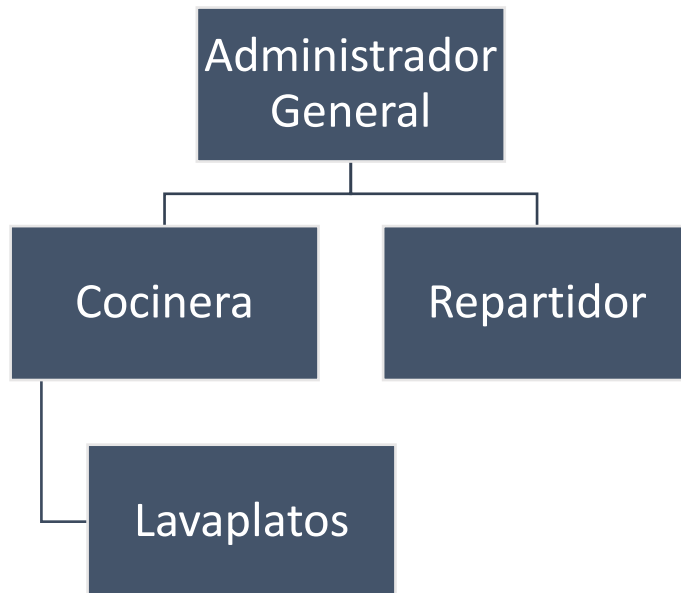 Administrador
General
Cocinera
Repartidor
Lavaplatos